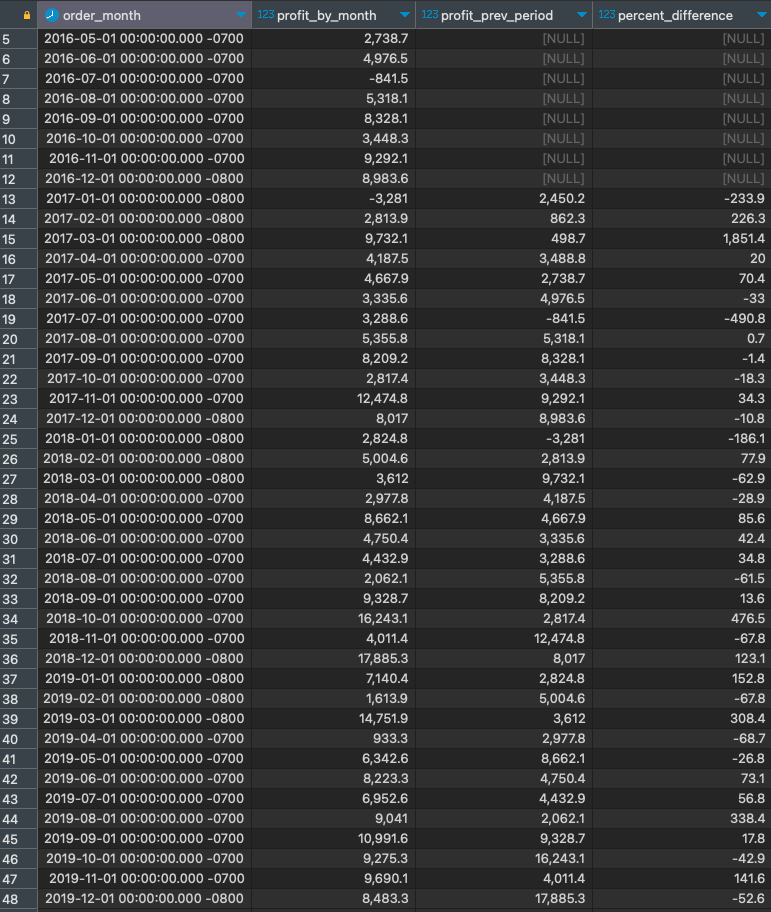 order_month 123 profit_by_month 123 profit_prev_period 123 percent_difference
5 2016-05-01 00:00:00.000 -0700 2,738.7 [NULL] [NULL]
6 2016-06-01 00:00:00.000 -0700 4,976.5 [NULL] [NULL]
7 2016-07-01 00:00:00.000 -0700 -841.5 [NULL] [NULL]
8 2016-08-01 00:00:00.000 -0700 5,318.1 [NULL] [NULL]
9 2016-09-01 00:00:00.000 -0700 8,328.1 [NULL] [NULL]
10 2016-10-01 00:00:00.000 -0700 3,448.3 [NULL] [NULL]
11 2016-11-01 00:00:00.000 -0700 9,292.1 [NULL] [NULL]
12 2016-12-01 00:00:00.000 -0800 8,983.6 [NULL] [NULL]
13 2017-01-01 00:00:00.000 -0800 -3,281 2,450.2 -233.9
14 2017-02-01 00:00:00.000 -0800 2,813.9 862.3 226.3
15 2017-03-01 00:00:00.000 -0800 9,732.1 498.7 1,851.4
16 2017-04-01 00:00:00.000 -0700 4,187.5 3,488.8 20
17 2017-05-01 00:00:00.000 -0700 4,667.9 2,738.7 70.4
18 2017-06-01 00:00:00.000 -0700 3,335.6 4,976.5 -33
19 2017-07-01 00:00:00.000 -0700 3,288.6 -841.5 -490.8
20 2017-08-01 00:00:00.000 -0700 5,355.8 5,318.1 0.7
21 2017-09-01 00:00:00.000 -0700 8,209.2 8,328.1 -1.4
22 2017-10-01 00:00:00.000 -0700 2,817.4 3,448.3 -18.3
23 2017-11-01 00:00:00.000 -0700 12,474.8 9,292.1 34.3
24 2017-12-01 00:00:00.000 -0800 8,017 8,983.6 -10.8
25 2018-01-01 00:00:00.000 -0800 2,824.8 -3,281 -186.1
26 2018-02-01 00:00:00.000 -0800 5,004.6 2,813.9 77.9
27 2018-03-01 00:00:00.000 -0800 3,612 9,732.1 -62.9
28 2018-04-01 00:00:00.000 -0700 2,977.8 4,187.5 -28.9
29 2018-05-01 00:00:00.000 -0700 8,662.1 4,667.9 85.6
30 2018-06-01 00:00:00.000 -0700 4,750.4 3,335.6 42.4
31 2018-07-01 00:00:00.000 -0700 4,432.9 3,288.6 34.8
32 2018-08-01 00:00:00.000 -0700 2,062.1 5,355.8 -61.5
33 2018-09-01 00:00:00.000 -0700 9,328.7 8,209.2 13.6
34 2018-10-01 00:00:00.000 -0700 16,243.1 2,817.4 476.5
35 2018-11-01 00:00:00.000 -0700 4,011.4 12,474.8 -67.8
36 2018-12-01 00:00:00.000 -0800 17,885.3 8,017 123.1
37 2019-01-01 00:00:00.000 -0800 7,140.4 2,824.8 152.8
38 2019-02-01 00:00:00.000 -0800 1,613.9 5,004.6 -67.8
39 2019-03-01 00:00:00.000 -0800 14,751.9 3,612 308.4
40 2019-04-01 00:00:00.000 -0700 933.3 2,977.8 -68.7
41 2019-05-01 00:00:00.000 -0700 6,342.6 8,662.1 -26.8
42 2019-06-01 00:00:00.000 -0700 8,223.3 4,750.4 73.1
43 2019-07-01 00:00:00.000 -0700 6,952.6 4,432.9 56.8
44 2019-08-01 00:00:00.000 -0700 9,041 2,062.1 338.4
45 2019-09-01 00:00:00.000 -0700 10,991.6 9,328.7 17.8
46 2019-10-01 00:00:00.000 -0700 9,275.3 16,243.1 -42.9
47 2019-11-01 00:00:00.000 -0700 9,690.1 4,011.4 141.6
48 2019-12-01 00:00:00.000 -0800 8,483.3 17,885.3 -52.6